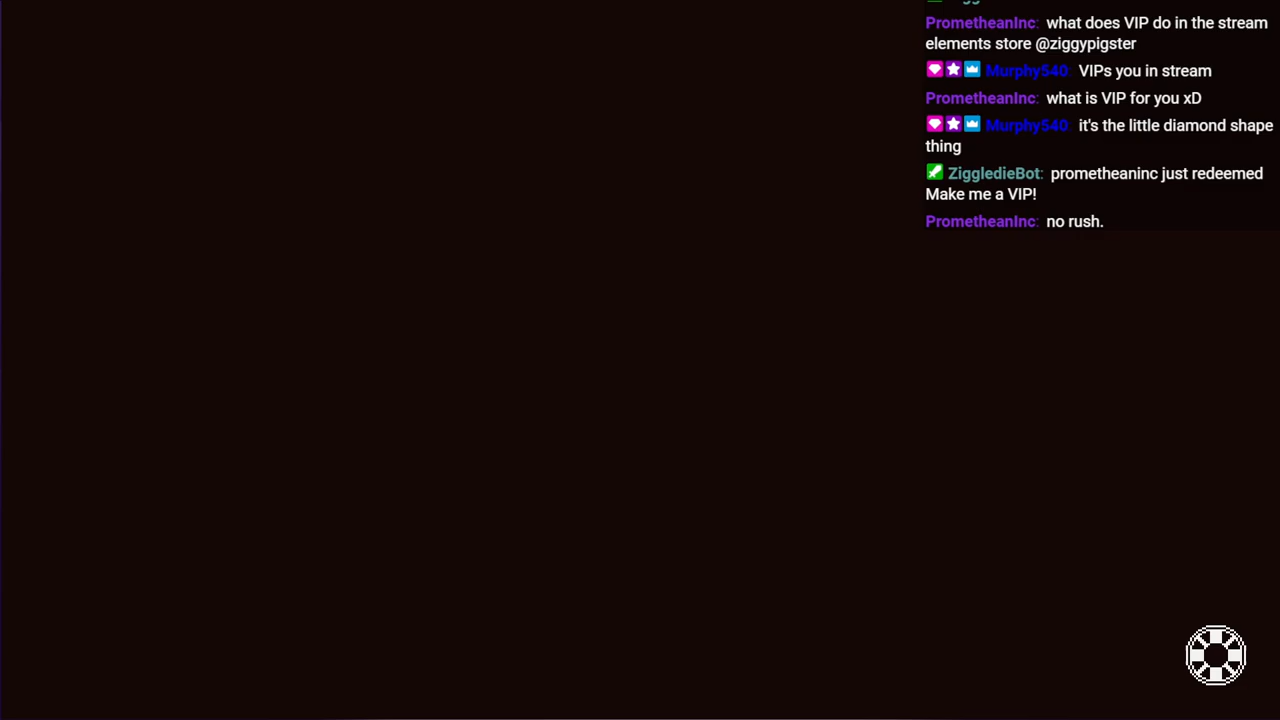 PrometheanInc: what does VIP do in the stream
elements store @ziggypigster
Murphy540: VIPs you in stream
PrometheanInc: what is VIP for you xD
Murphy540: it's the little diamond shape
thing
ZiggledieBot: prometheaninc just redeemed
Make me a VIP!
PrometheanInc: no rush.